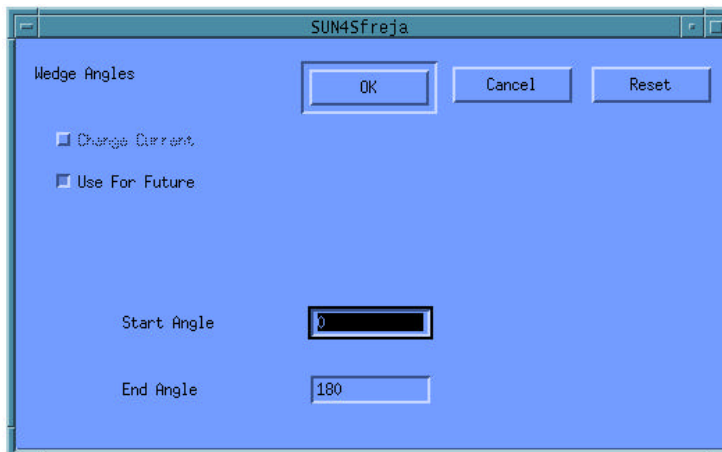 SUN4Sfreja
Wedge Angles
OK
Cancel
Reset
Change Current
Use For Future
Start Angle
0
End Angle
180